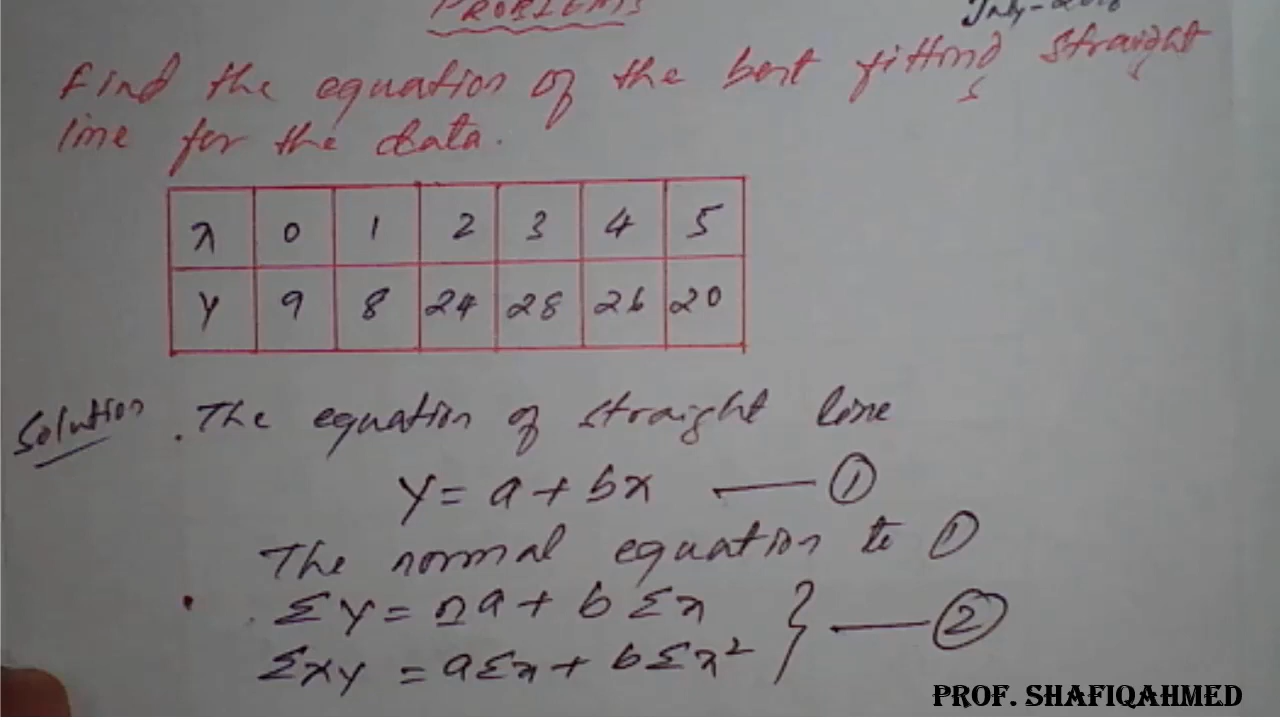 PROBLEMS
Find the equation of the best fitting straight
line for the data.
x 0 1 2 3 4 5
y 9 8 24 28 26 20
Solution. The equation of straight line
y = a + bx — ①
The normal equation to ①
Σy = na + bΣx
Σxy = aΣx + bΣx² } — ②
PROF. SHAFIQAHMED